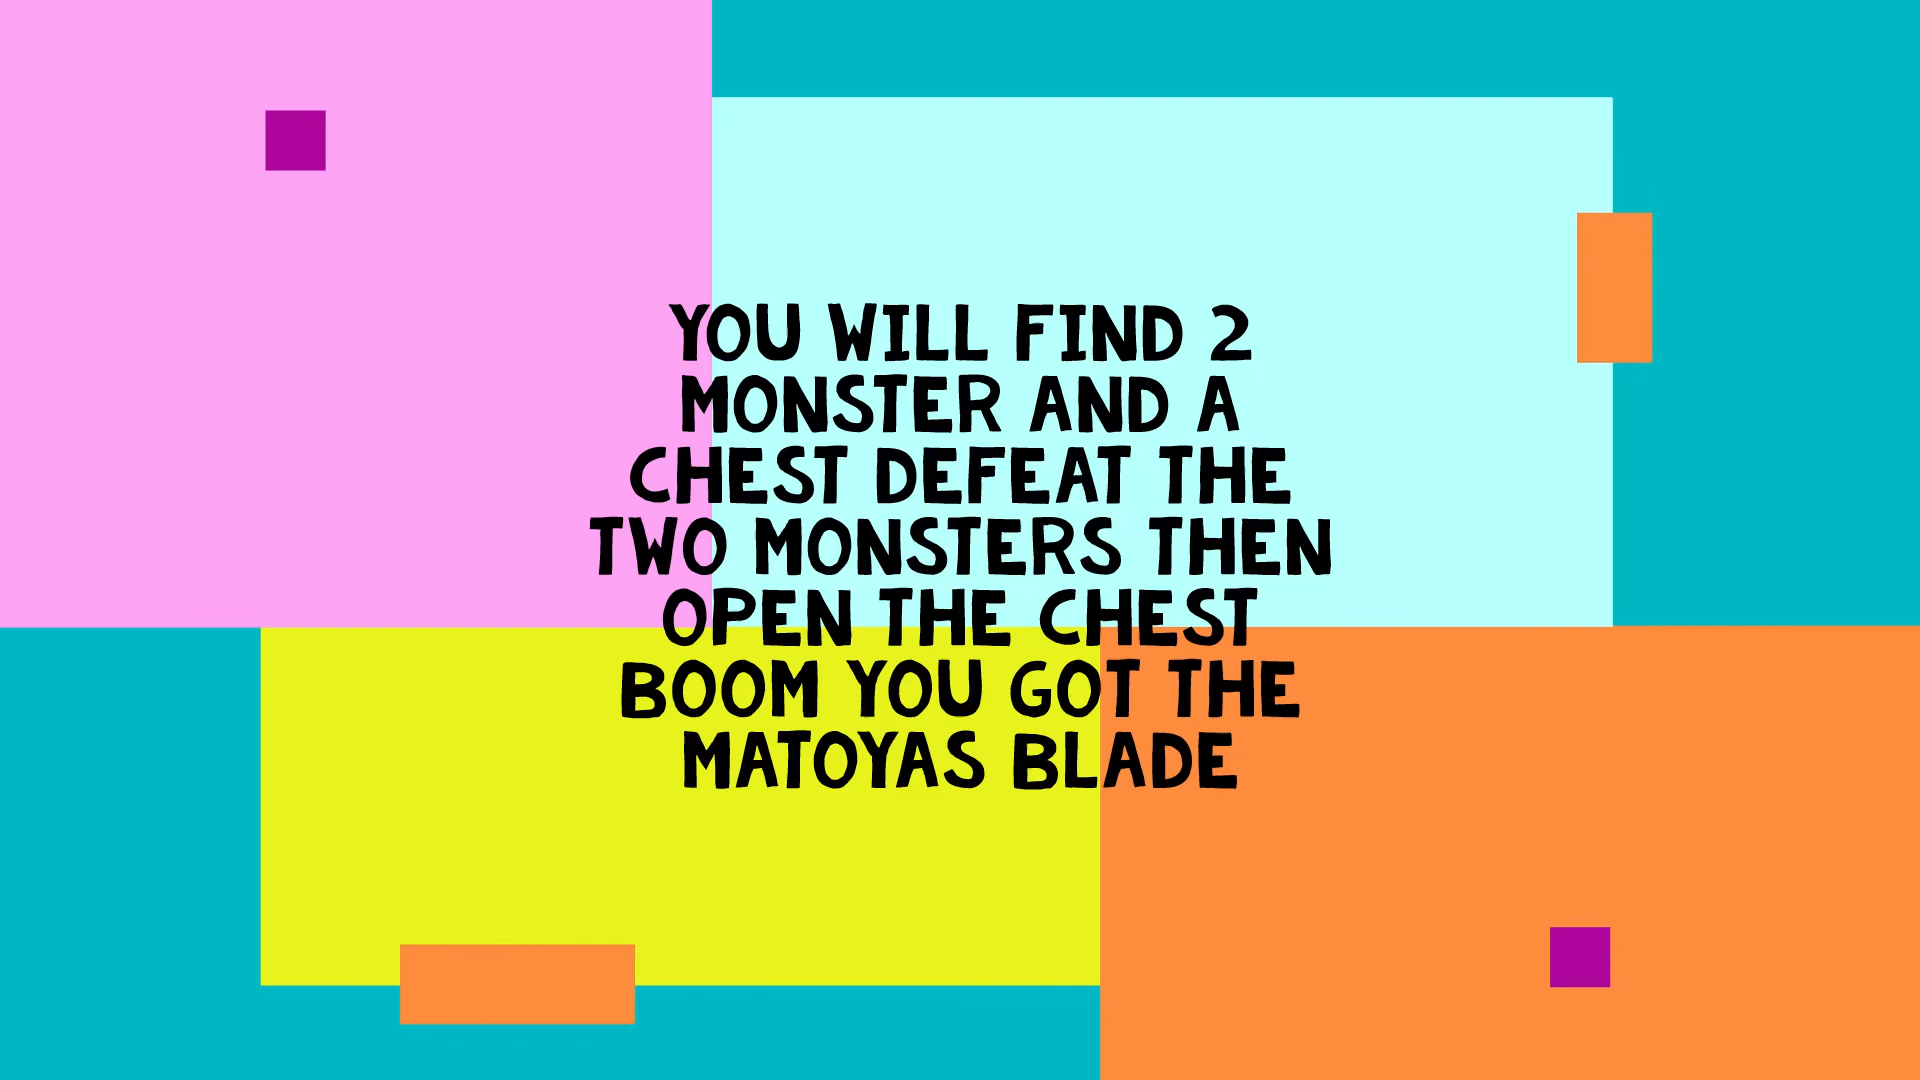 YOU WILL FIND 2
MONSTER AND A
CHEST DEFEAT THE
TWO MONSTERS THEN
OPEN THE CHEST
BOOM YOU GOT THE
MATOYAS BLADE